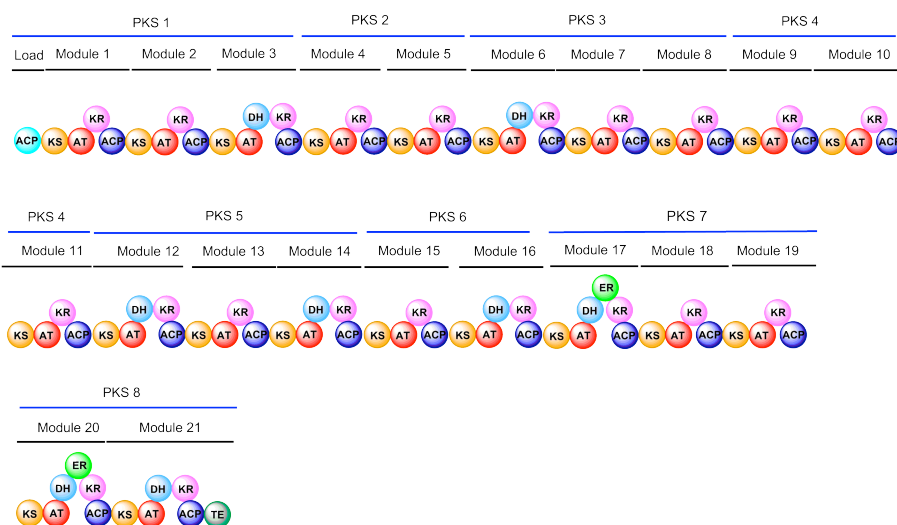 PKS 1 PKS 2 PKS 3 PKS 4
Load Module 1 Module 2 Module 3 Module 4 Module 5 Module 6 Module 7 Module 8 Module 9 Module 10
KR KR DH KR KR KR DH KR KR KR KR KR
ACP KS AT ACP KS AT ACP KS AT ACP KS AT ACP KS AT ACP KS AT ACP KS AT ACP KS AT ACP KS AT ACP KS AT ACP
PKS 4 PKS 5 PKS 6 PKS 7
Module 11 Module 12 Module 13 Module 14 Module 15 Module 16 Module 17 Module 18 Module 19
ER
KR DH KR KR DH KR KR DH KR DH KR KR KR
KS AT ACP KS AT ACP KS AT ACP KS AT ACP KS AT ACP KS AT ACP KS AT ACP KS AT ACP KS AT ACP
PKS 8
Module 20 Module 21
ER
DH KR DH KR
KS AT ACP KS AT ACP TE